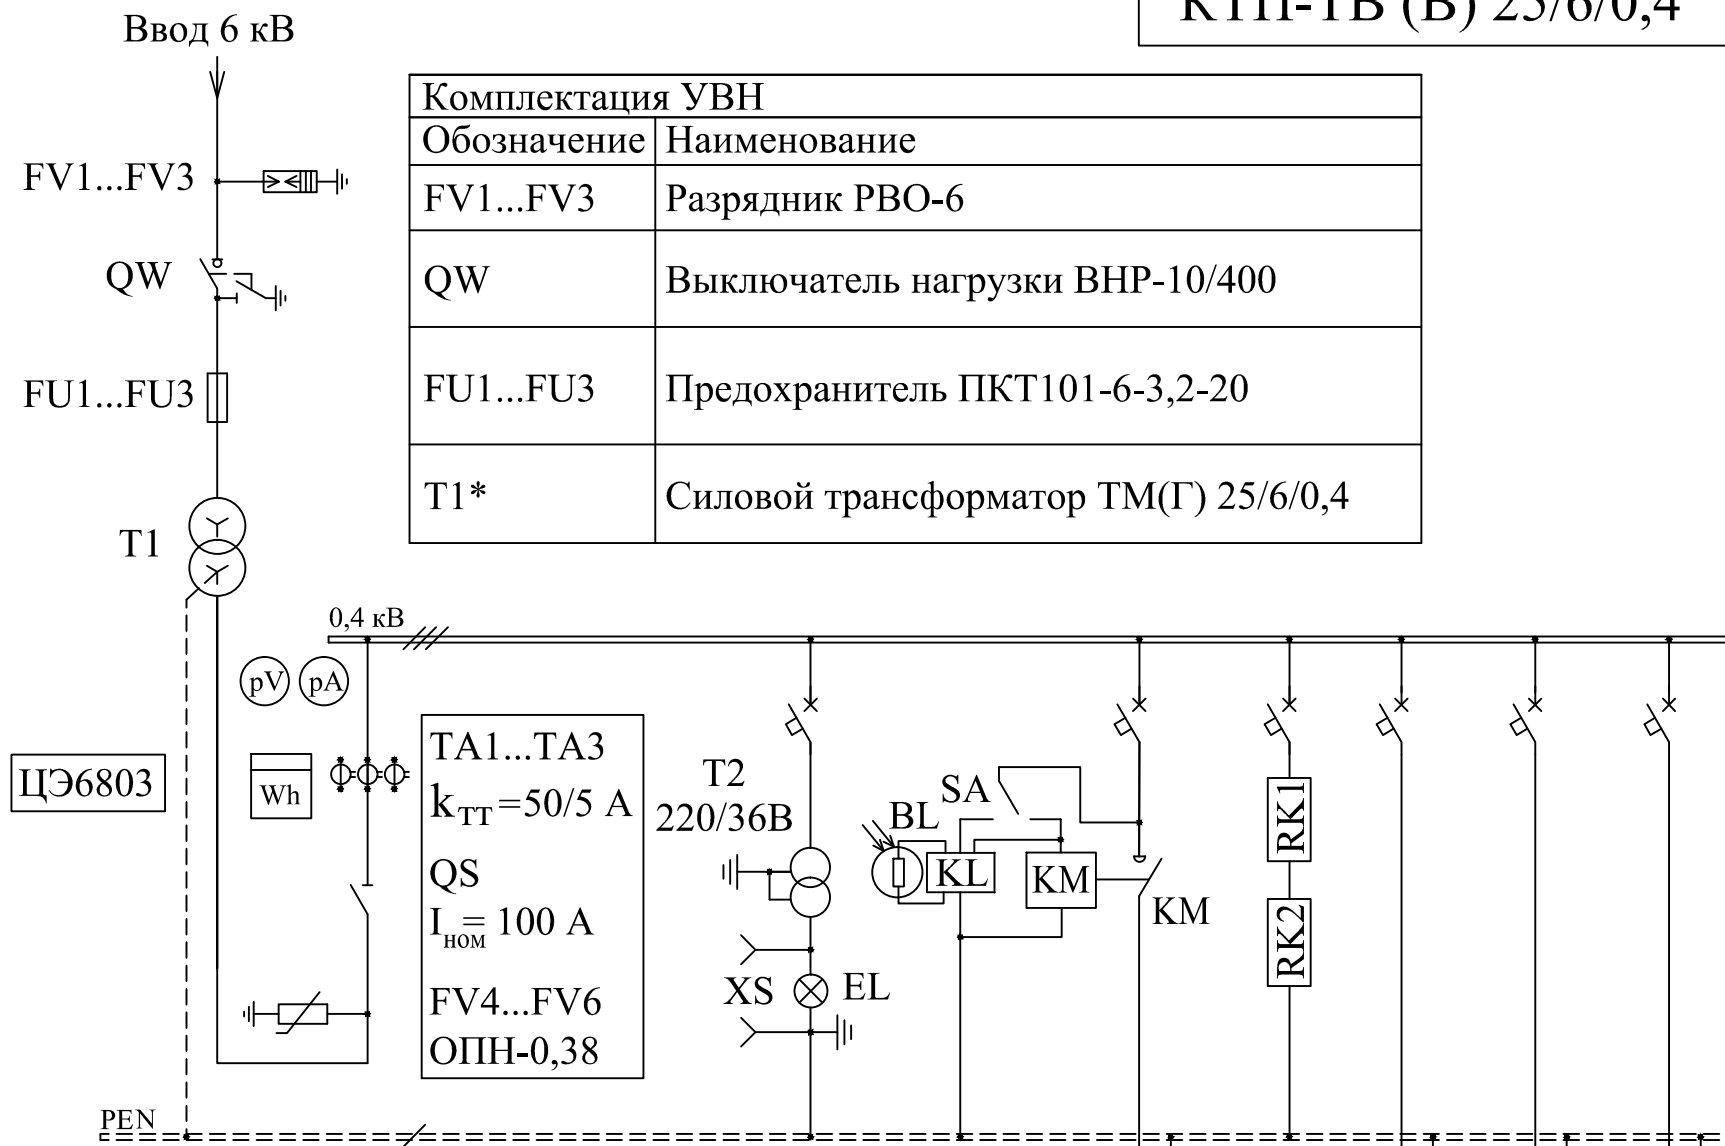 КТП-ТВ (В) 25/6/0,4
Ввод 6 кВ
Комплектация УВН
Обозначение Наименование
FV1...FV3
FV1...FV3 Разрядник РВО-6
QW
QW Выключатель нагрузки ВНР-10/400
FU1...FU3
FU1...FU3 Предохранитель ПКТ101-6-3,2-20
T1
T1* Силовой трансформатор ТМ(Г) 25/6/0,4
0,4 кВ
pV pA
ЦЭ6803
Wh
TA1...TA3
kтт=50/5 А
QS
Iном= 100 А
FV4...FV6
ОПН-0,38
T2
220/36В
XS EL
BL
SA
KL
KM
KM
RK1
RK2
PEN